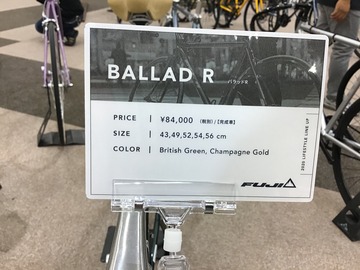 BALLAD R バラッドR
PRICE ¥84,000 (税別) / [完成車]
SIZE 43,49,52,54,56 cm
COLOR British Green, Champagne Gold
2020 LIFESTYLE LINE UP
FUJI